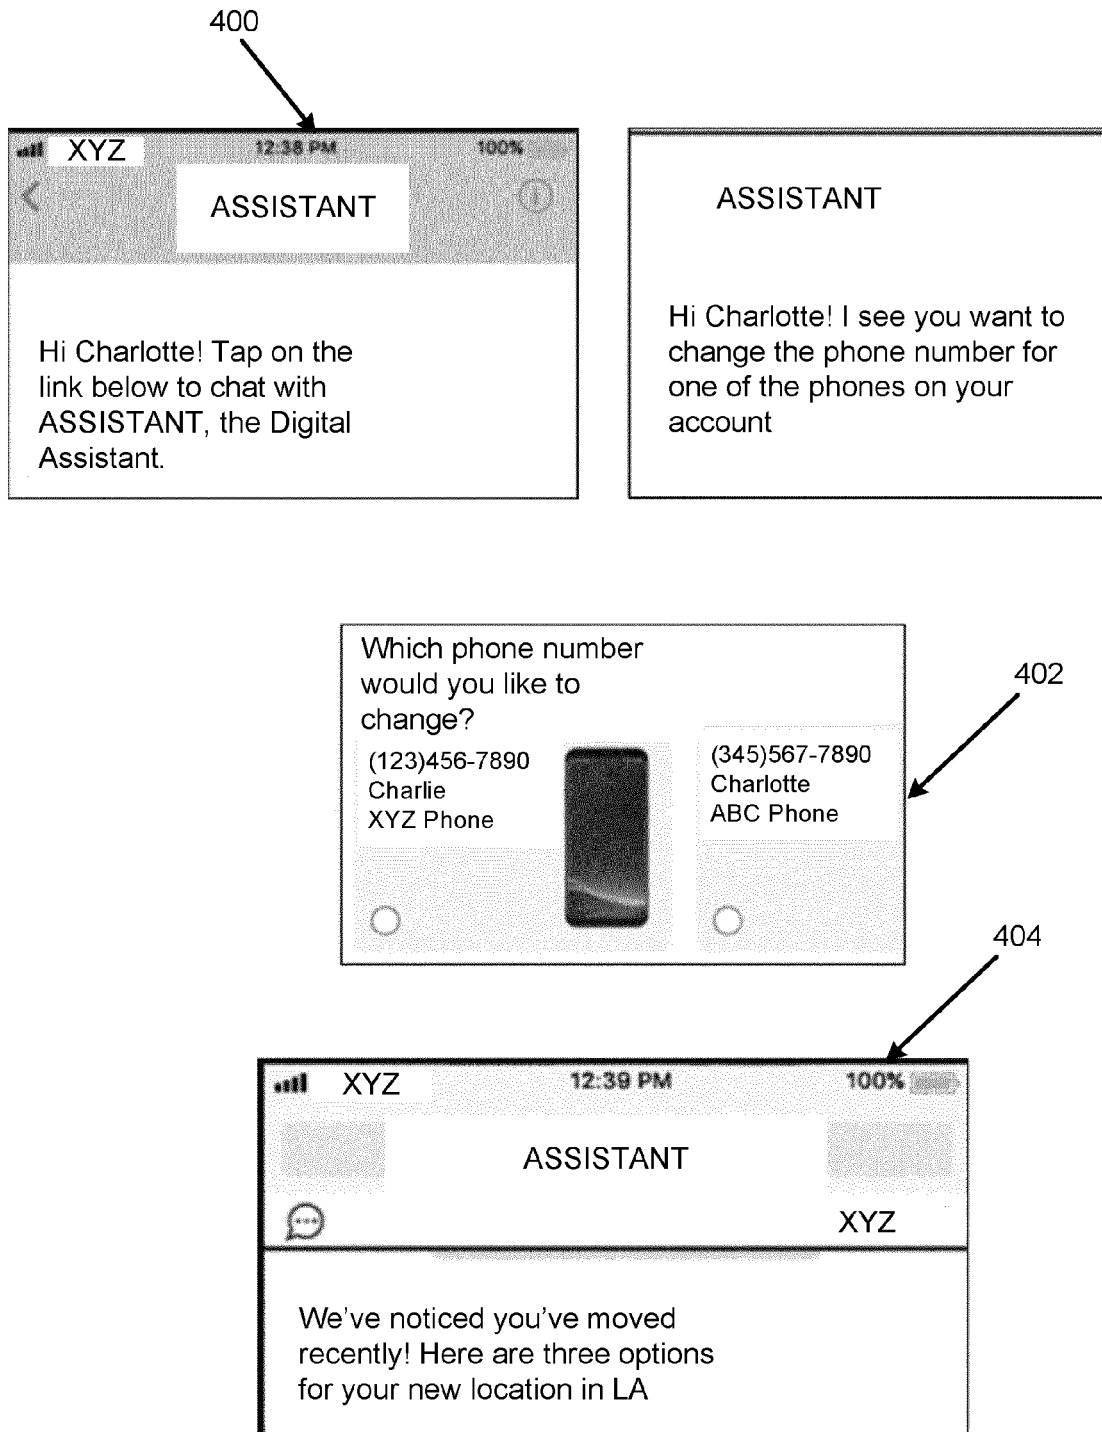 400
XYZ 12:38 PM 100%
ASSISTANT
Hi Charlotte! Tap on the
link below to chat with
ASSISTANT, the Digital
Assistant.
ASSISTANT
Hi Charlotte! I see you want to
change the phone number for
one of the phones on your
account
402
Which phone number
would you like to
change?
(123)456-7890
Charlie
XYZ Phone
(345)567-7890
Charlotte
ABC Phone
404
XYZ 12:39 PM 100%
ASSISTANT
XYZ
We've noticed you've moved
recently! Here are three options
for your new location in LA